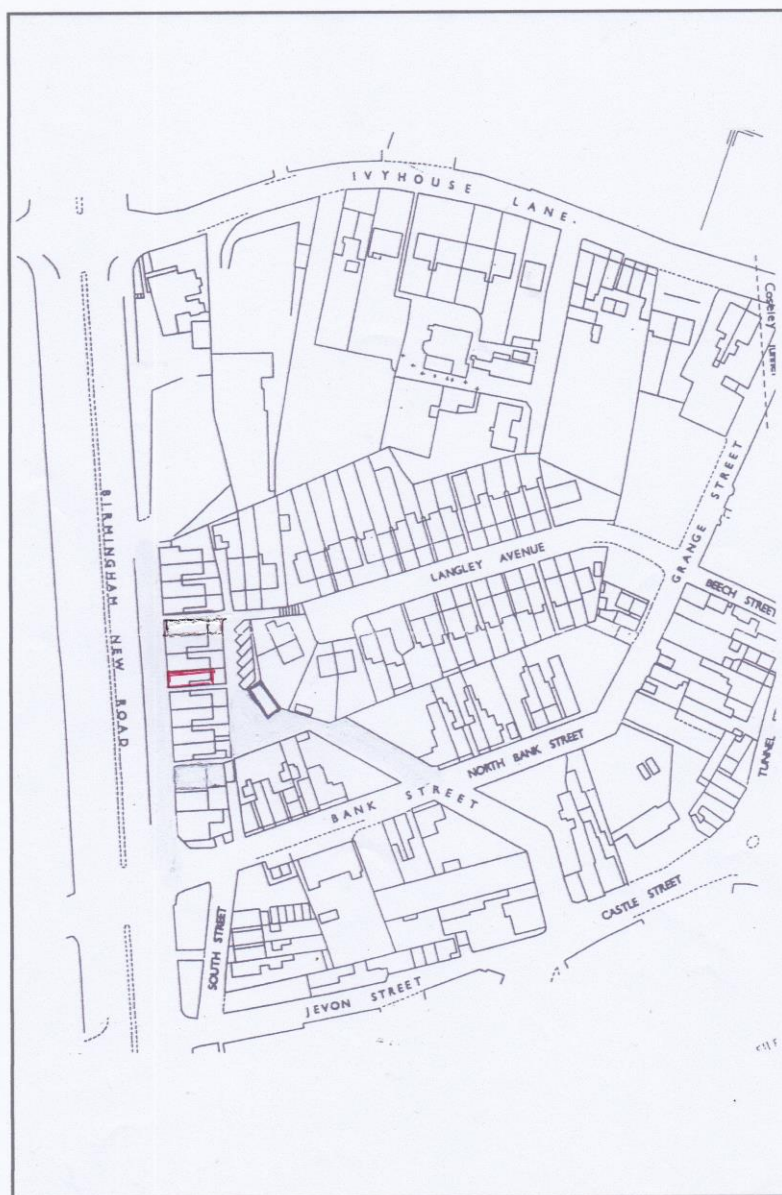 IVYHOUSE LANE.
Coseley Tunnel
BIRMINGHAM NEW ROAD
GRANGE STREET
LANGLEY AVENUE
BEECH STREET
NORTH BANK STREET
TUNNEL
BANK STREET
CASTLE STREET
SOUTH STREET
JEVON STREET